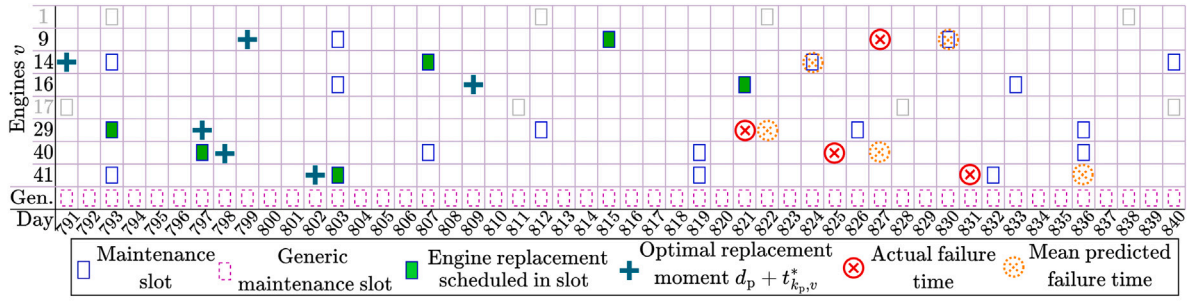 Engines v
1
9
14
16
17
29
40
41
Gen.
Day
791 792 793 794 795 796 797 798 799 800 801 802 803 804 805 806 807 808 809 810 811 812 813 814 815 816 817 818 819 820 821 822 823 824 825 826 827 828 829 830 831 832 833 834 835 836 837 838 839 840
Maintenance
slot
Generic
maintenance slot
Engine replacement
scheduled in slot
Optimal replacement
moment dₚ + t*ₖₚ,ᵥ
Actual failure
time
Mean predicted
failure time